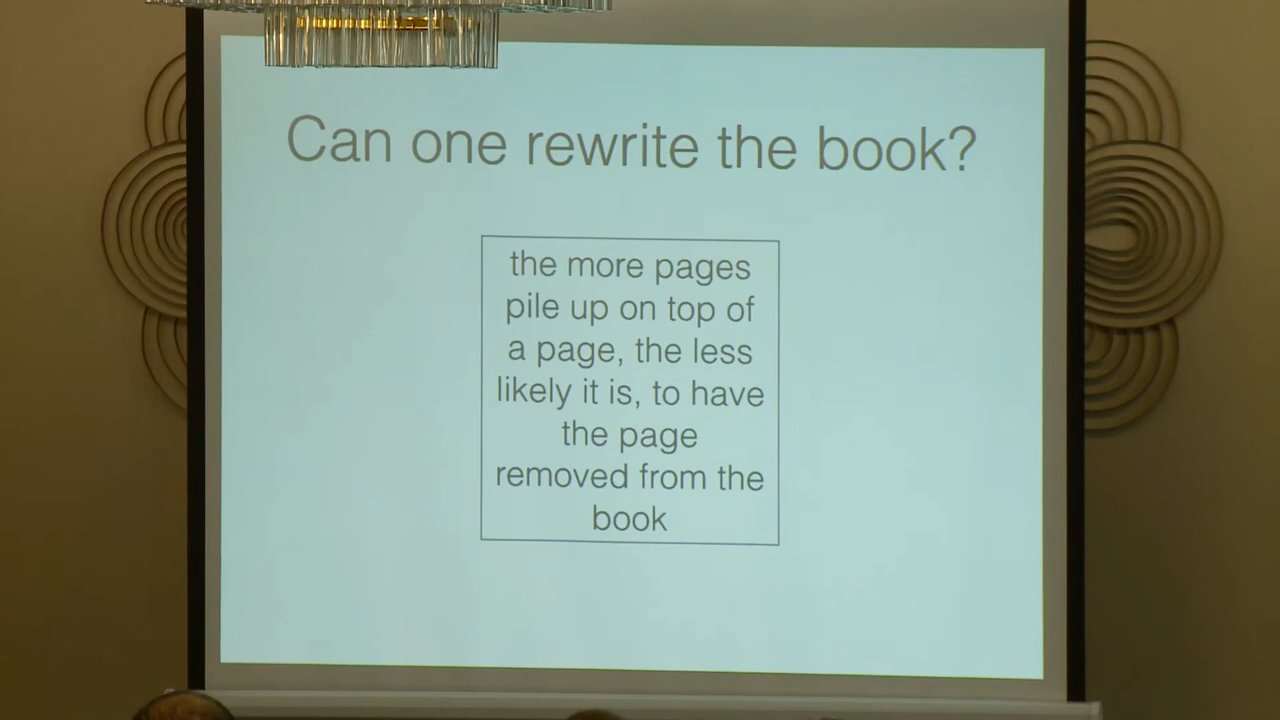 Can one rewrite the book?
the more pages
pile up on top of
a page, the less
likely it is, to have
the page
removed from the
book